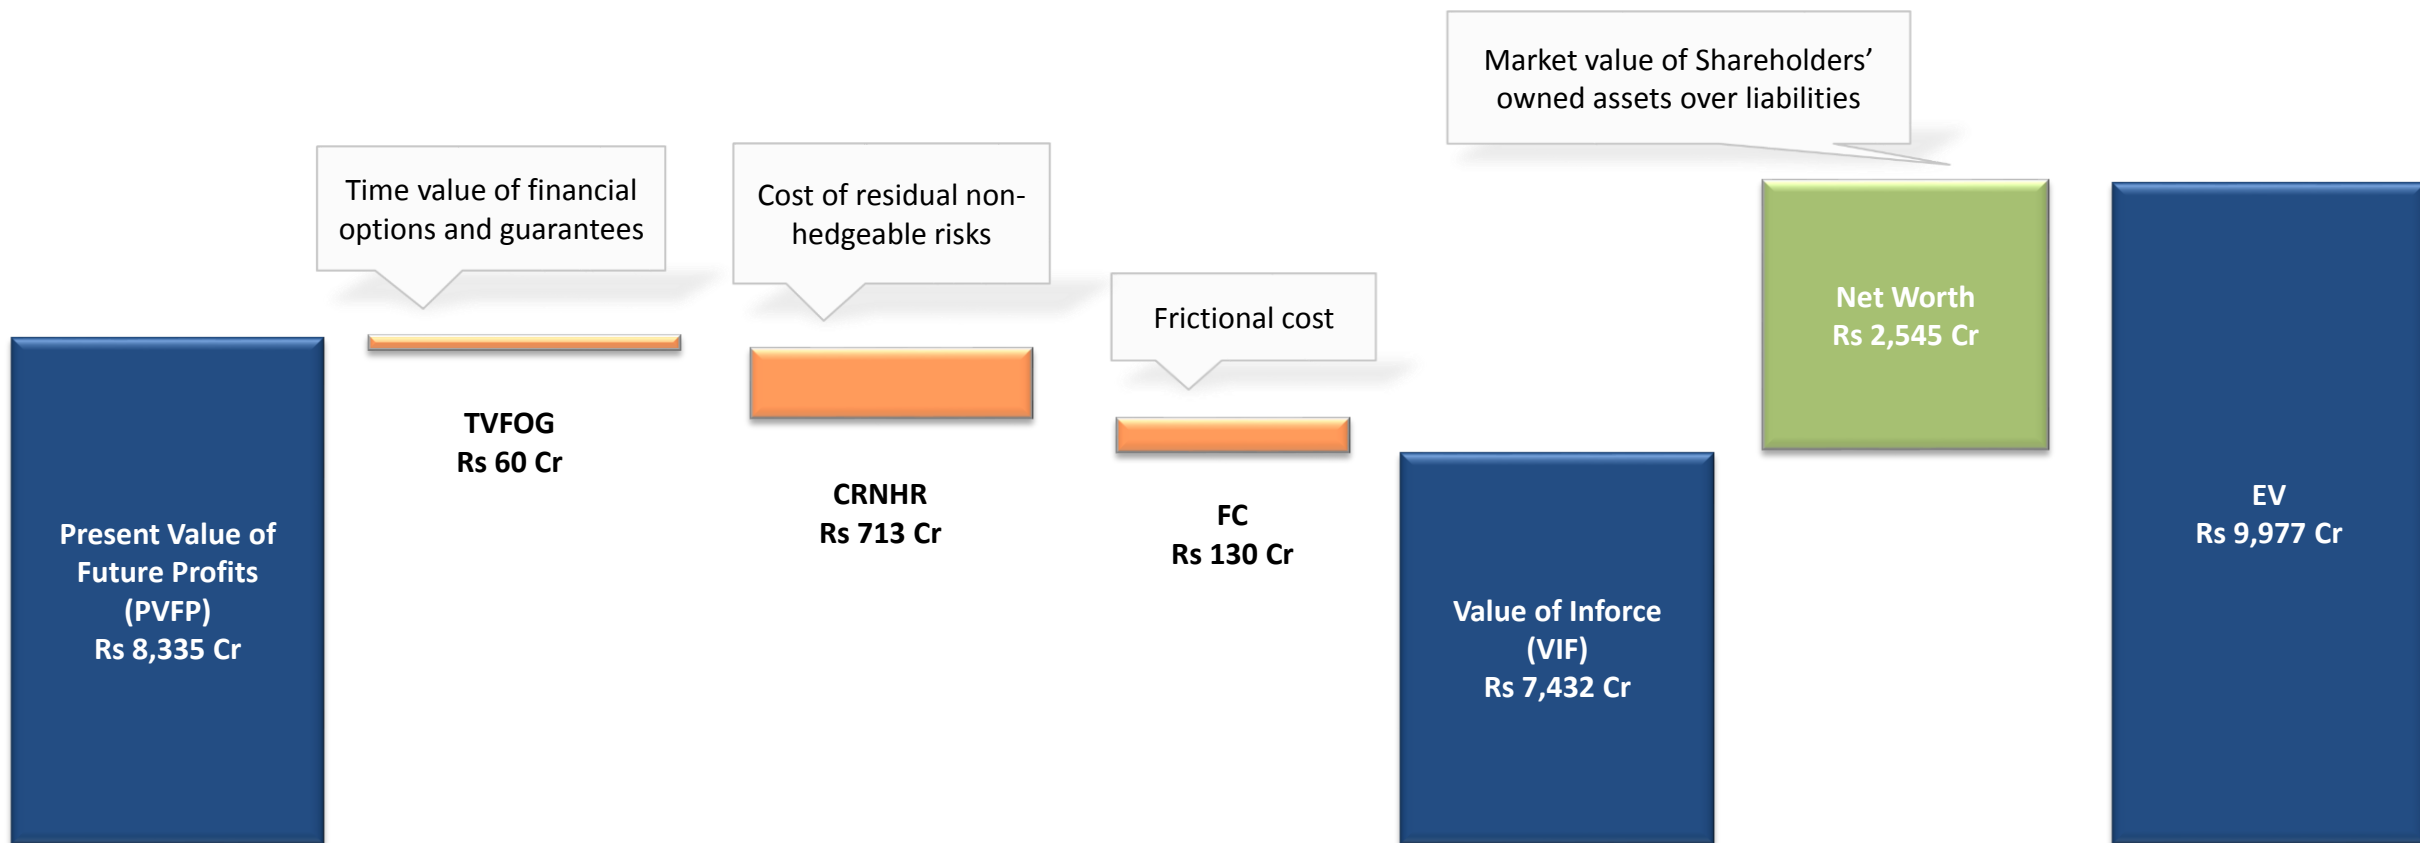 Market value of Shareholders’
owned assets over liabilities
Time value of financial
options and guarantees
Cost of residual non-
hedgeable risks
Frictional cost
Present Value of
Future Profits
(PVFP)
Rs 8,335 Cr
TVFOG
Rs 60 Cr
CRNHR
Rs 713 Cr
FC
Rs 130 Cr
Value of Inforce
(VIF)
Rs 7,432 Cr
Net Worth
Rs 2,545 Cr
EV
Rs 9,977 Cr